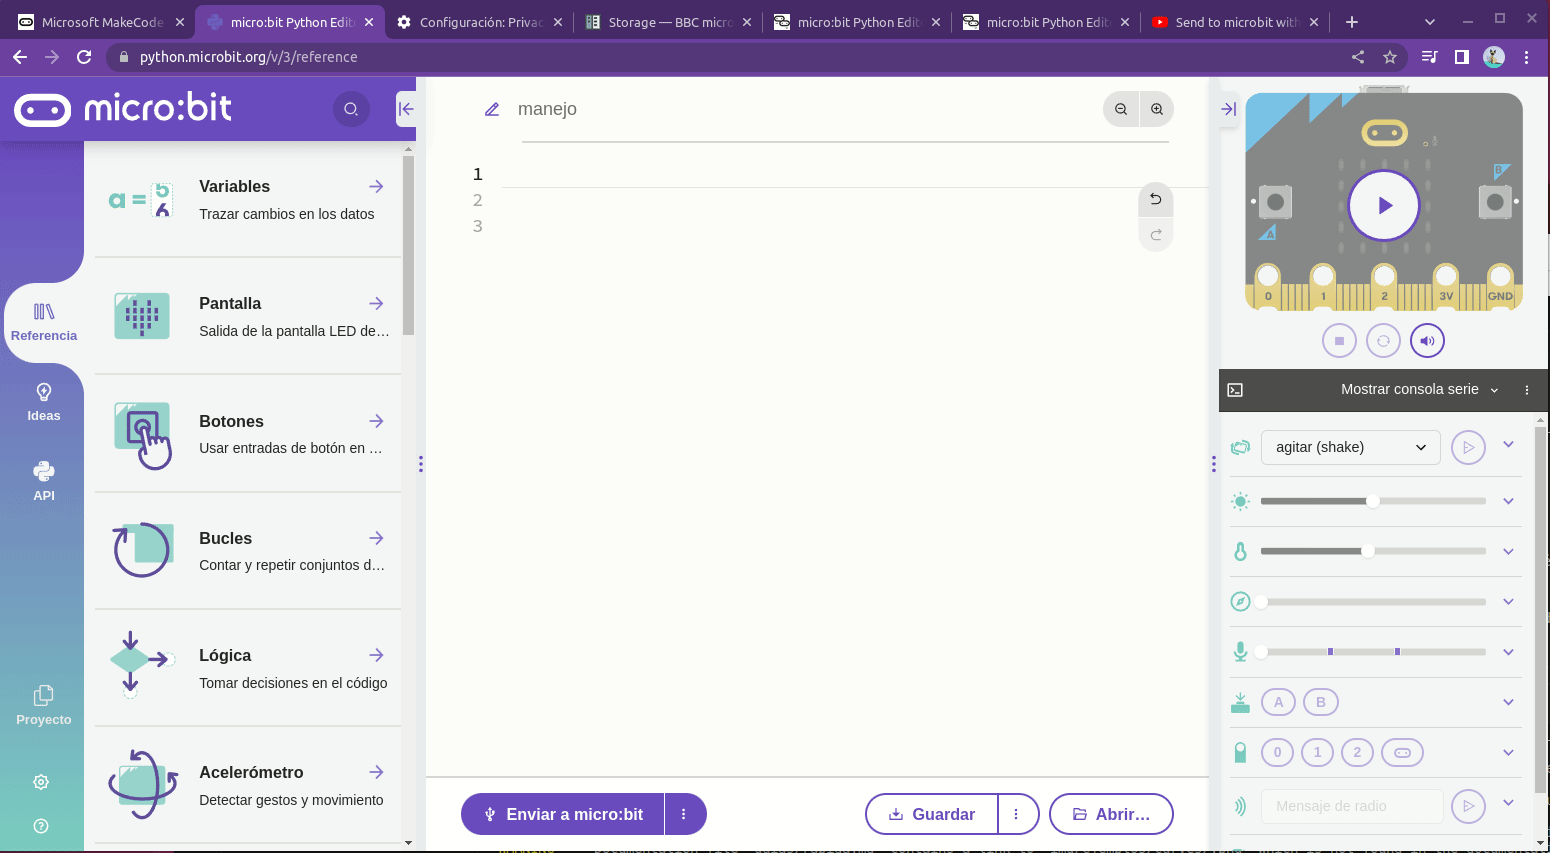 Microsoft MakeCode
micro:bit Python Edit
Configuración: Privac
Storage — BBC micro
micro:bit Python Edit
micro:bit Python Edit
Send to microbit with
python.microbit.org/v/3/reference
micro:bit
manejo
1
2
3
Referencia
Ideas
API
Proyecto
a = 5
6
Variables
Trazar cambios en los datos
Pantalla
Salida de la pantalla LED de…
Botones
Usar entradas de botón en …
Bucles
Contar y repetir conjuntos d…
Lógica
Tomar decisiones en el código
Acelerómetro
Detectar gestos y movimiento
Enviar a micro:bit
Guardar
Abrir…
B
A
0 1 2 3V GND
Mostrar consola serie
agitar (shake)
A B
0 1 2
Mensaje de radio